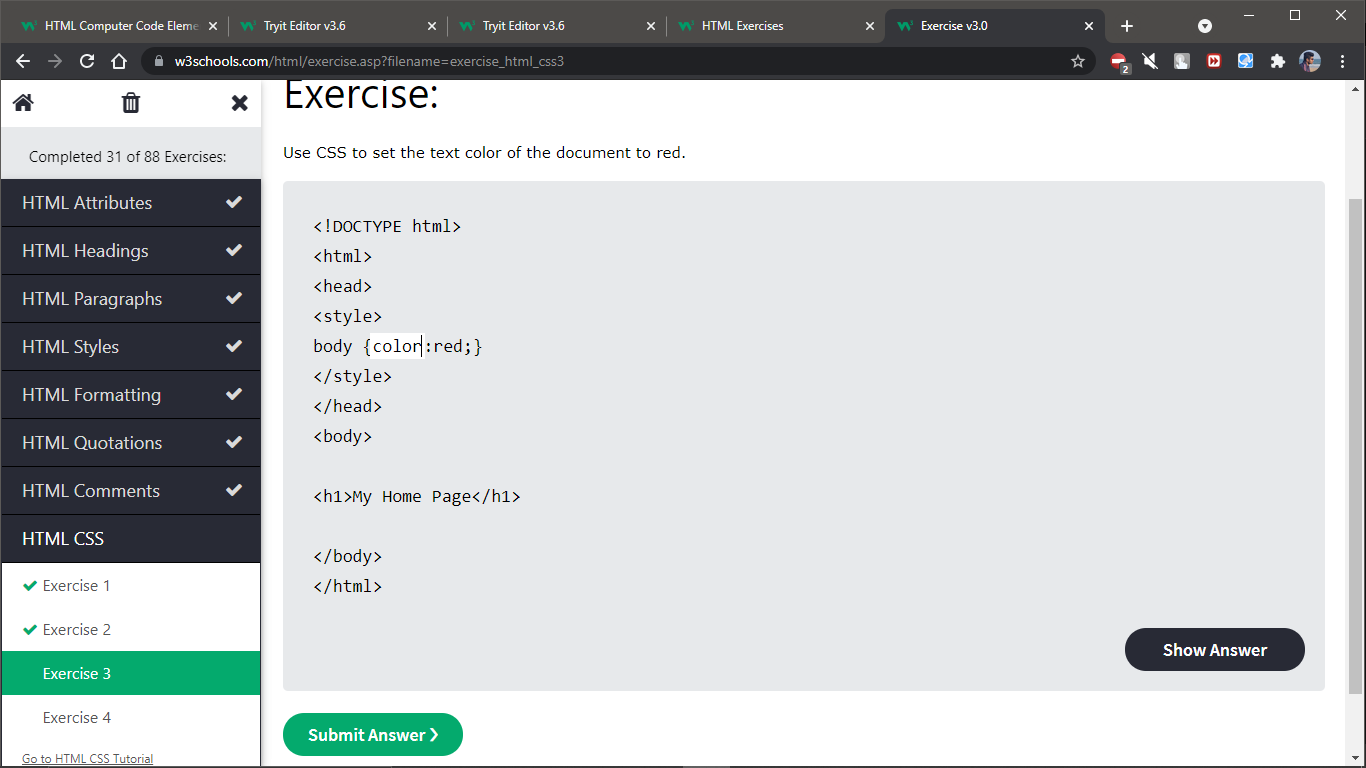 HTML Computer Code Eleme
Tryit Editor v3.6
Tryit Editor v3.6
HTML Exercises
Exercise v3.0
w3schools.com/html/exercise.asp?filename=exercise_html_css3
2
Completed 31 of 88 Exercises:
HTML Attributes
HTML Headings
HTML Paragraphs
HTML Styles
HTML Formatting
HTML Quotations
HTML Comments
HTML CSS
Exercise 1
Exercise 2
Exercise 3
Exercise 4
Go to HTML CSS Tutorial
Exercise:
Use CSS to set the text color of the document to red.
<!DOCTYPE html>
<html>
<head>
<style>
body {color:red;}
</style>
</head>
<body>
<h1>My Home Page</h1>
</body>
</html>
Show Answer
Submit Answer ❯